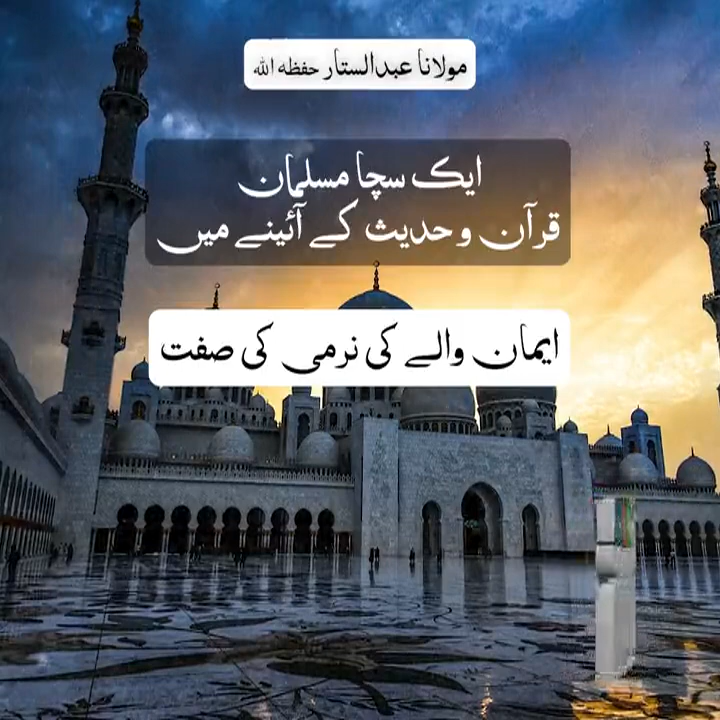 مولانا عبدالستار حفظہ اللہ
ایک سچا مسلمان
قرآن و حدیث کے آئینے میں
ایمان والے کی نرمی کی صفت